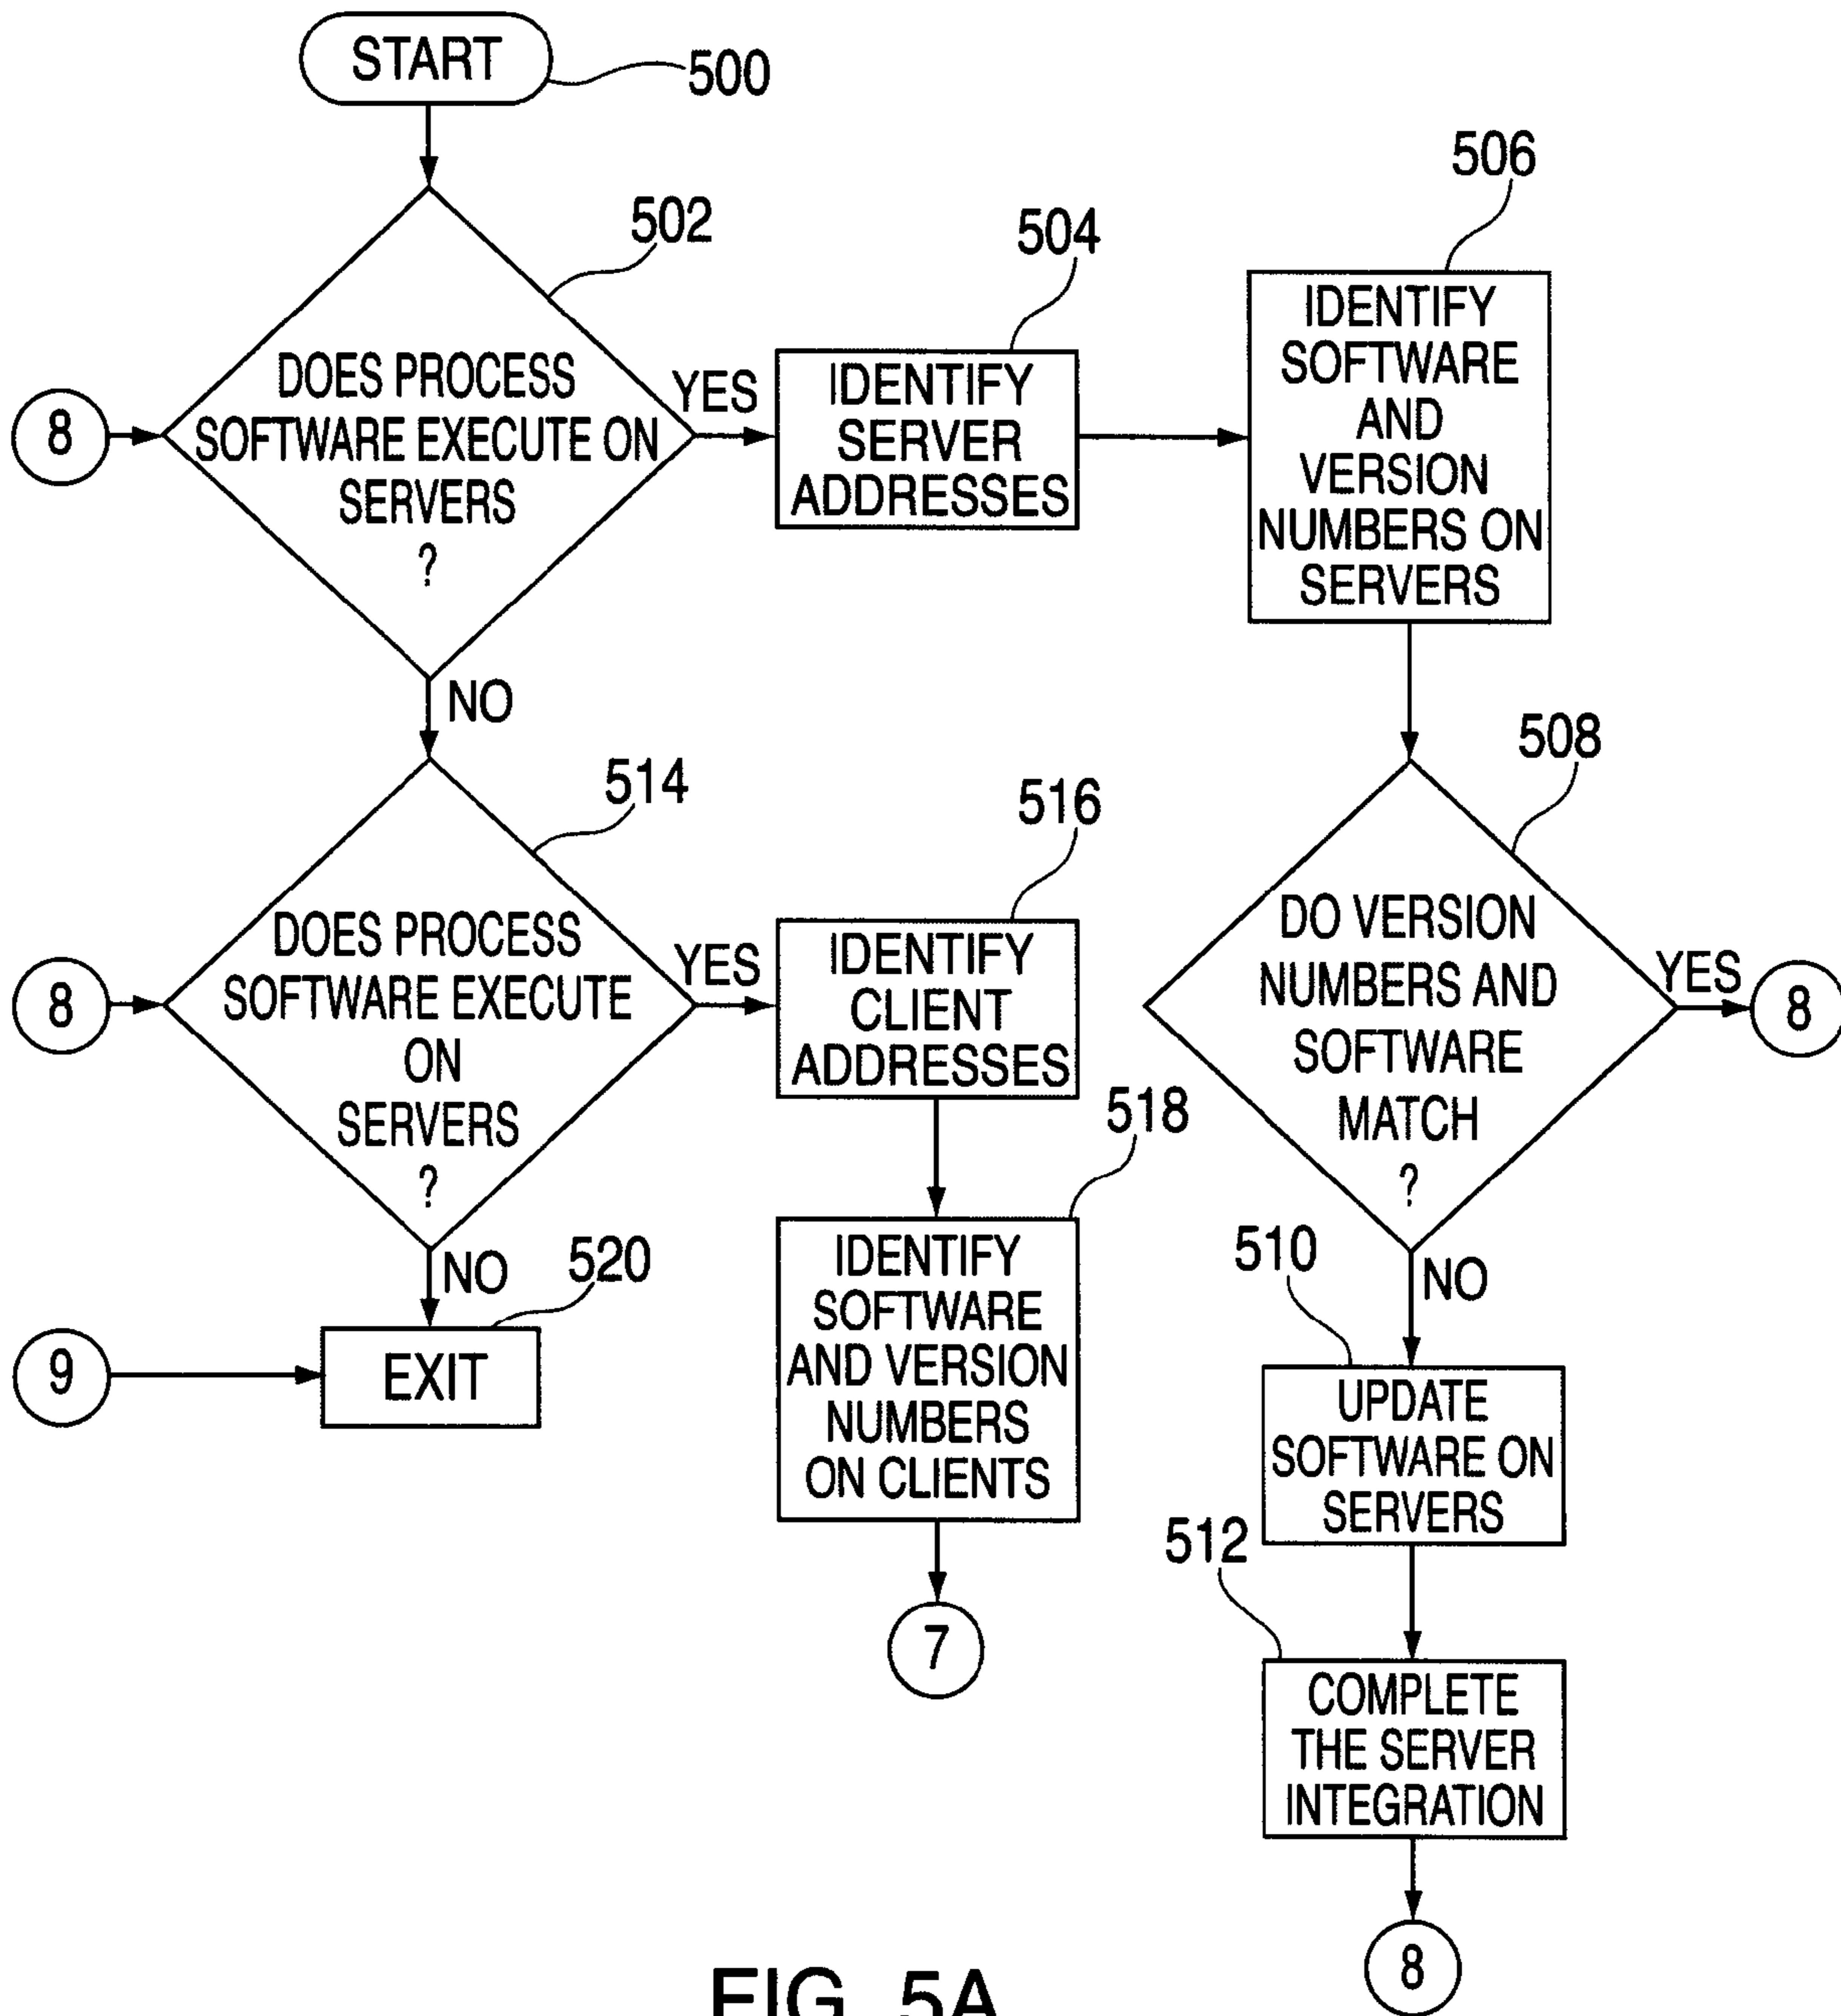 START
500
502
DOES PROCESS
SOFTWARE EXECUTE ON
SERVERS
?
8
YES
NO
504
IDENTIFY
SERVER
ADDRESSES
506
IDENTIFY
SOFTWARE
AND
VERSION
NUMBERS ON
SERVERS
508
DO VERSION
NUMBERS AND
SOFTWARE
MATCH
?
YES
8
NO
510
UPDATE
SOFTWARE ON
SERVERS
512
COMPLETE
THE SERVER
INTEGRATION
8
514
DOES PROCESS
SOFTWARE EXECUTE
ON
SERVERS
?
8
YES
NO
516
IDENTIFY
CLIENT
ADDRESSES
518
IDENTIFY
SOFTWARE
AND VERSION
NUMBERS
ON CLIENTS
7
520
EXIT
9
FIG. 5A